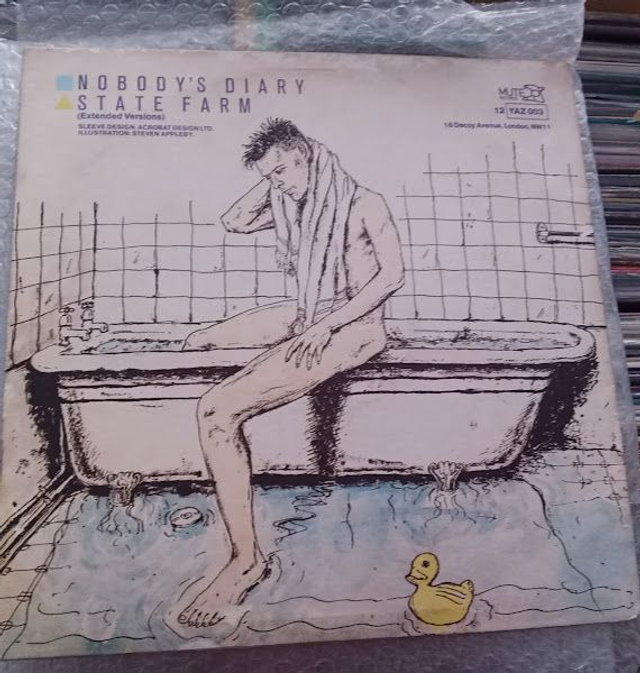 NOBODY'S DIARY
STATE FARM
(Extended Versions)
SLEEVE DESIGN: ACROBAT DESIGN LTD.
ILLUSTRATION: STEVEN APPLEBY.
MUTE
12 YAZ 003
16 Decoy Avenue, London, NW11